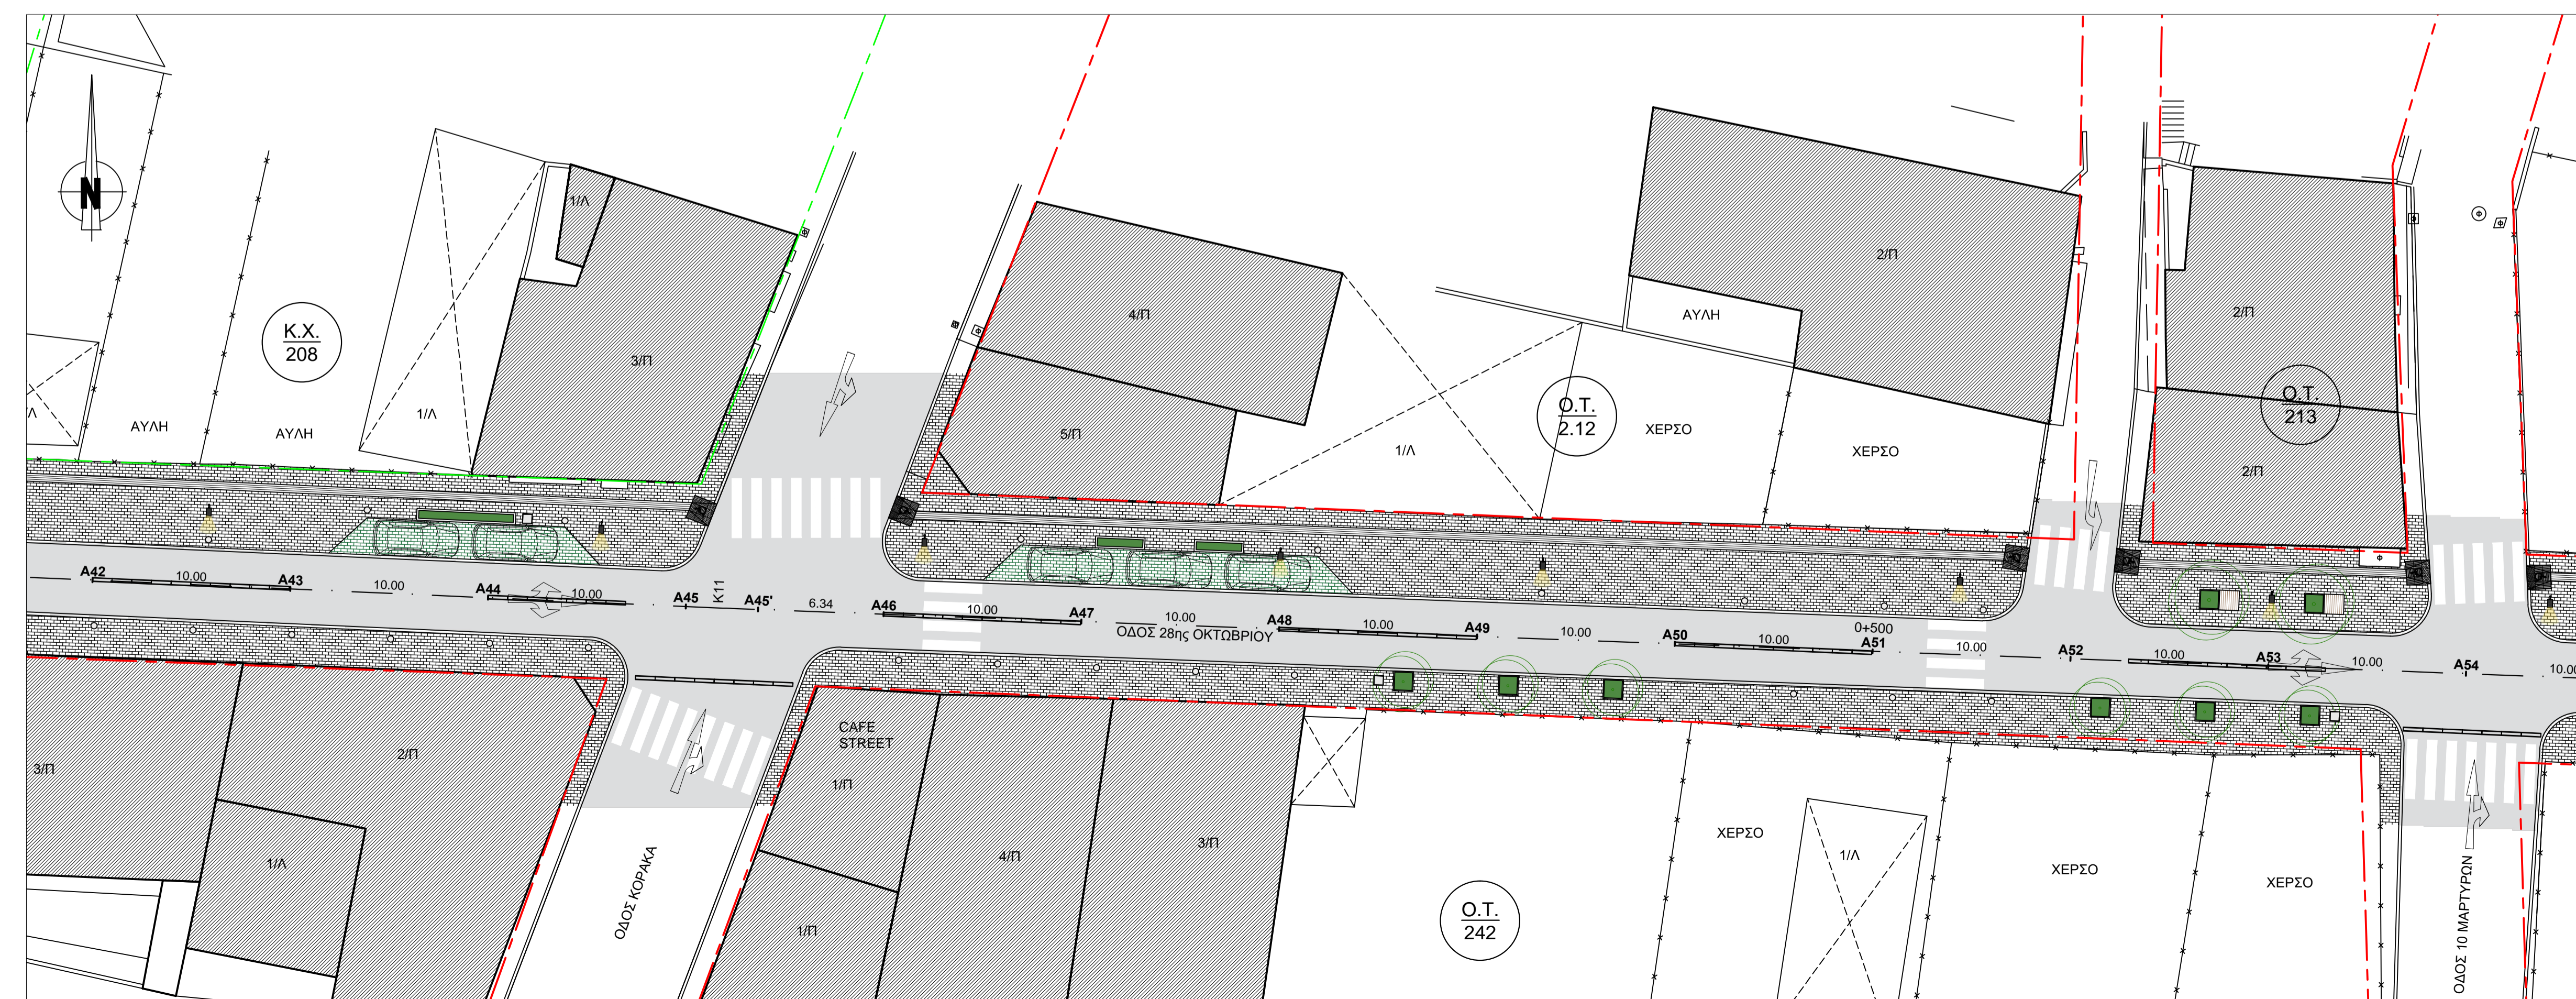 N
1/Λ
Κ.Χ.
208
3/Π
1/Λ
ΑΥΛΗ
ΑΥΛΗ
4/Π
5/Π
1/Λ
Ο.Τ.
2.12
2/Π
ΑΥΛΗ
ΧΕΡΣΟ
ΧΕΡΣΟ
2/Π
Ο.Τ.
213
2/Π
A42
10.00
A43
10.00
A44
10.00
A45
K11
A45'
6.34
A46
10.00
A47
10.00
A48
10.00
A49
10.00
A50
10.00
A51
10.00
A52
10.00
A53
10.00
A54
10.00
ΟΔΟΣ 28ης ΟΚΤΩΒΡΙΟΥ
0+500
3/Π
2/Π
1/Λ
ΟΔΟΣ ΚΟΡΑΚΑ
CAFE
STREET
1/Π
1/Π
4/Π
3/Π
Ο.Τ.
242
ΧΕΡΣΟ
1/Λ
ΧΕΡΣΟ
ΧΕΡΣΟ
ΟΔΟΣ 10 ΜΑΡΤΥΡΩΝ